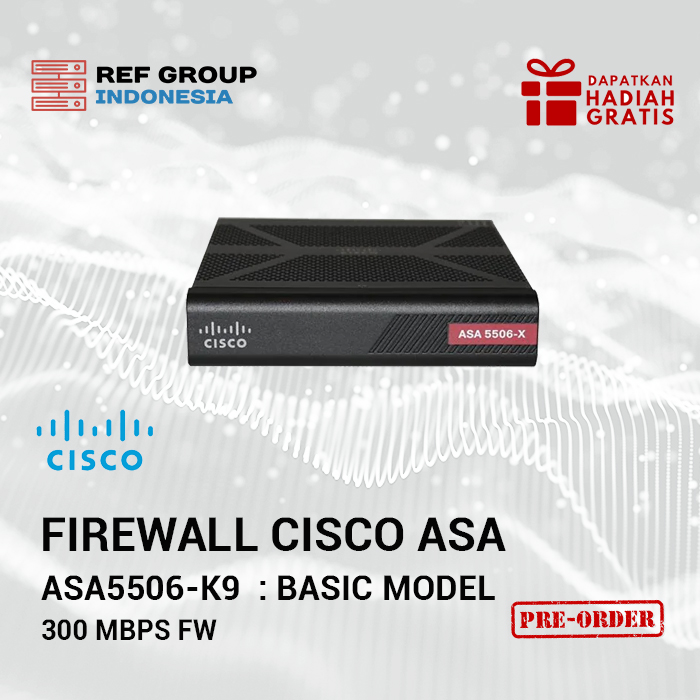 REF GROUP
INDONESIA
DAPATKAN
HADIAH
GRATIS
CISCO
ASA 5506-X
CISCO
FIREWALL CISCO ASA
ASA5506-K9 : BASIC MODEL
300 MBPS FW
PRE-ORDER